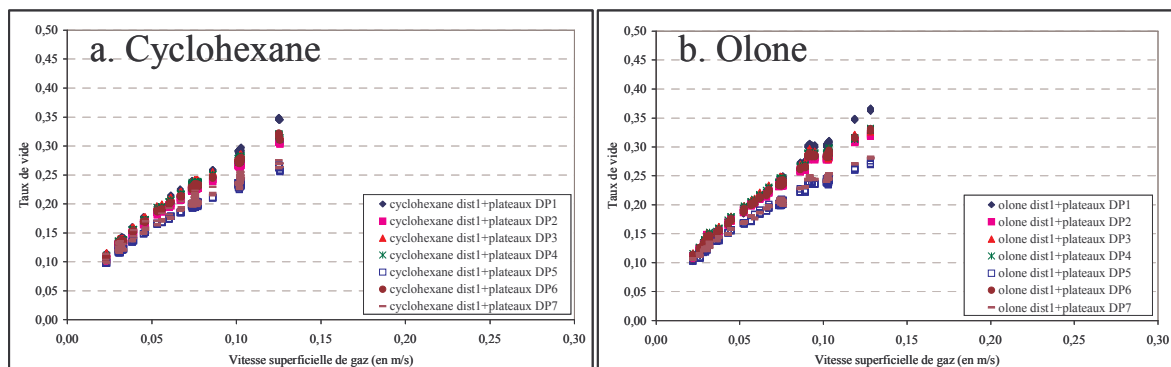 a. Cyclohexane
0,50
0,45
0,40
0,35
0,30
0,25
0,20
0,15
0,10
0,05
0,00
Taux de vide
cyclohexane dist1+plateaux DP1
cyclohexane dist1+plateaux DP2
cyclohexane dist1+plateaux DP3
cyclohexane dist1+plateaux DP4
cyclohexane dist1+plateaux DP5
cyclohexane dist1+plateaux DP6
cyclohexane dist1+plateaux DP7
0,00 0,05 0,10 0,15 0,20 0,25 0,30
Vitesse superficielle de gaz (en m/s)
b. Olone
0,50
0,45
0,40
0,35
0,30
0,25
0,20
0,15
0,10
0,05
0,00
Taux de vide
olone dist1+plateaux DP1
olone dist1+plateaux DP2
olone dist1+plateaux DP3
olone dist1+plateaux DP4
olone dist1+plateaux DP5
olone dist1+plateaux DP6
olone dist1+plateaux DP7
0,00 0,05 0,10 0,15 0,20 0,25 0,30
Vitesse superficielle de gaz (en m/s)